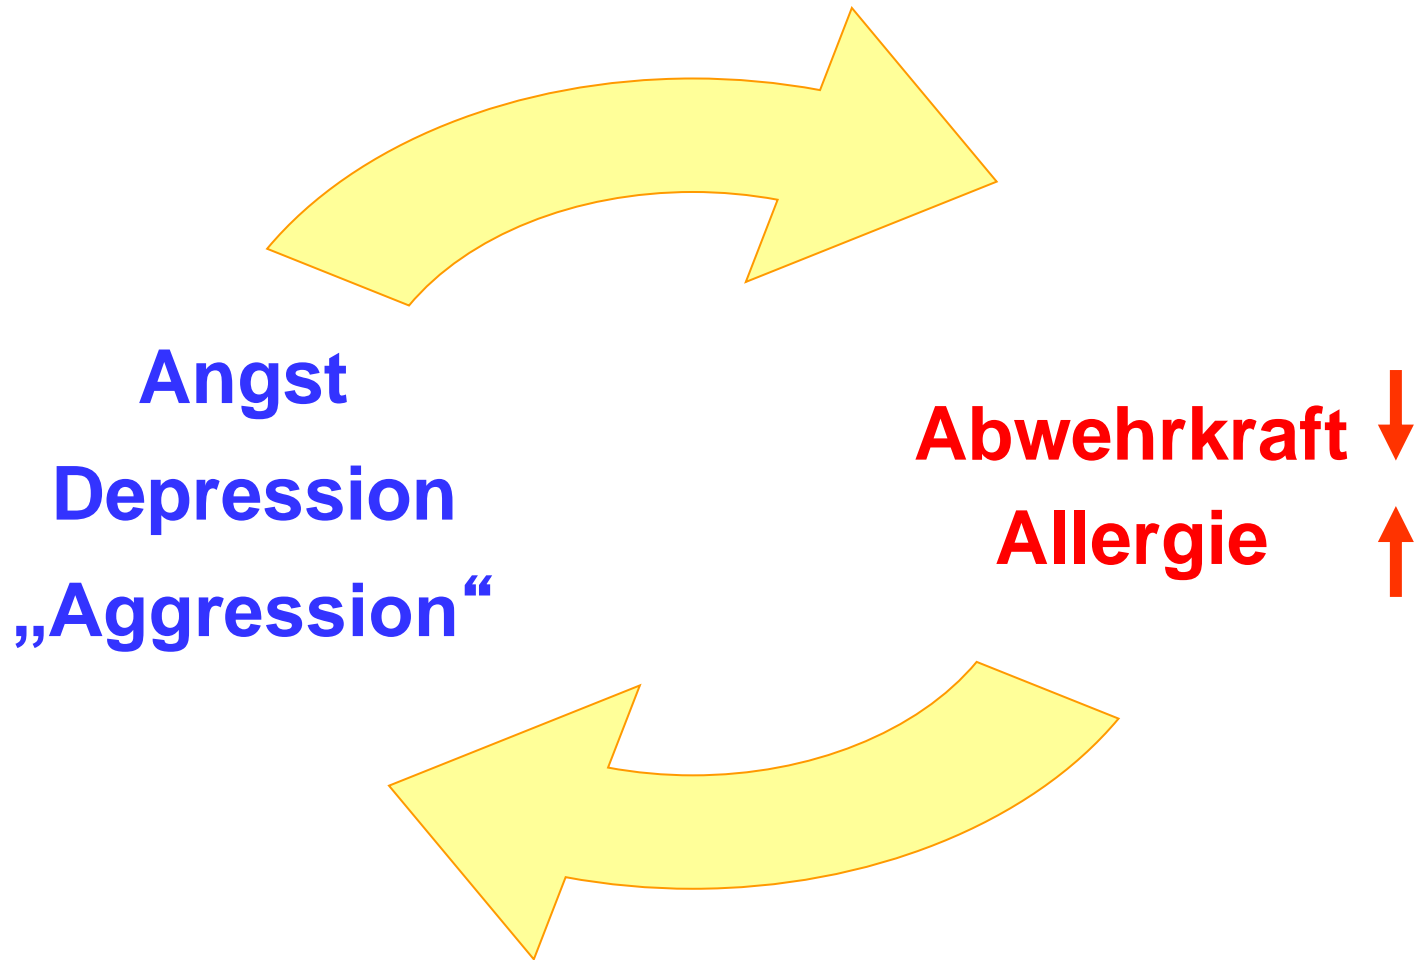 Angst
Depression
„Aggression“
Abwehrkraft
Allergie